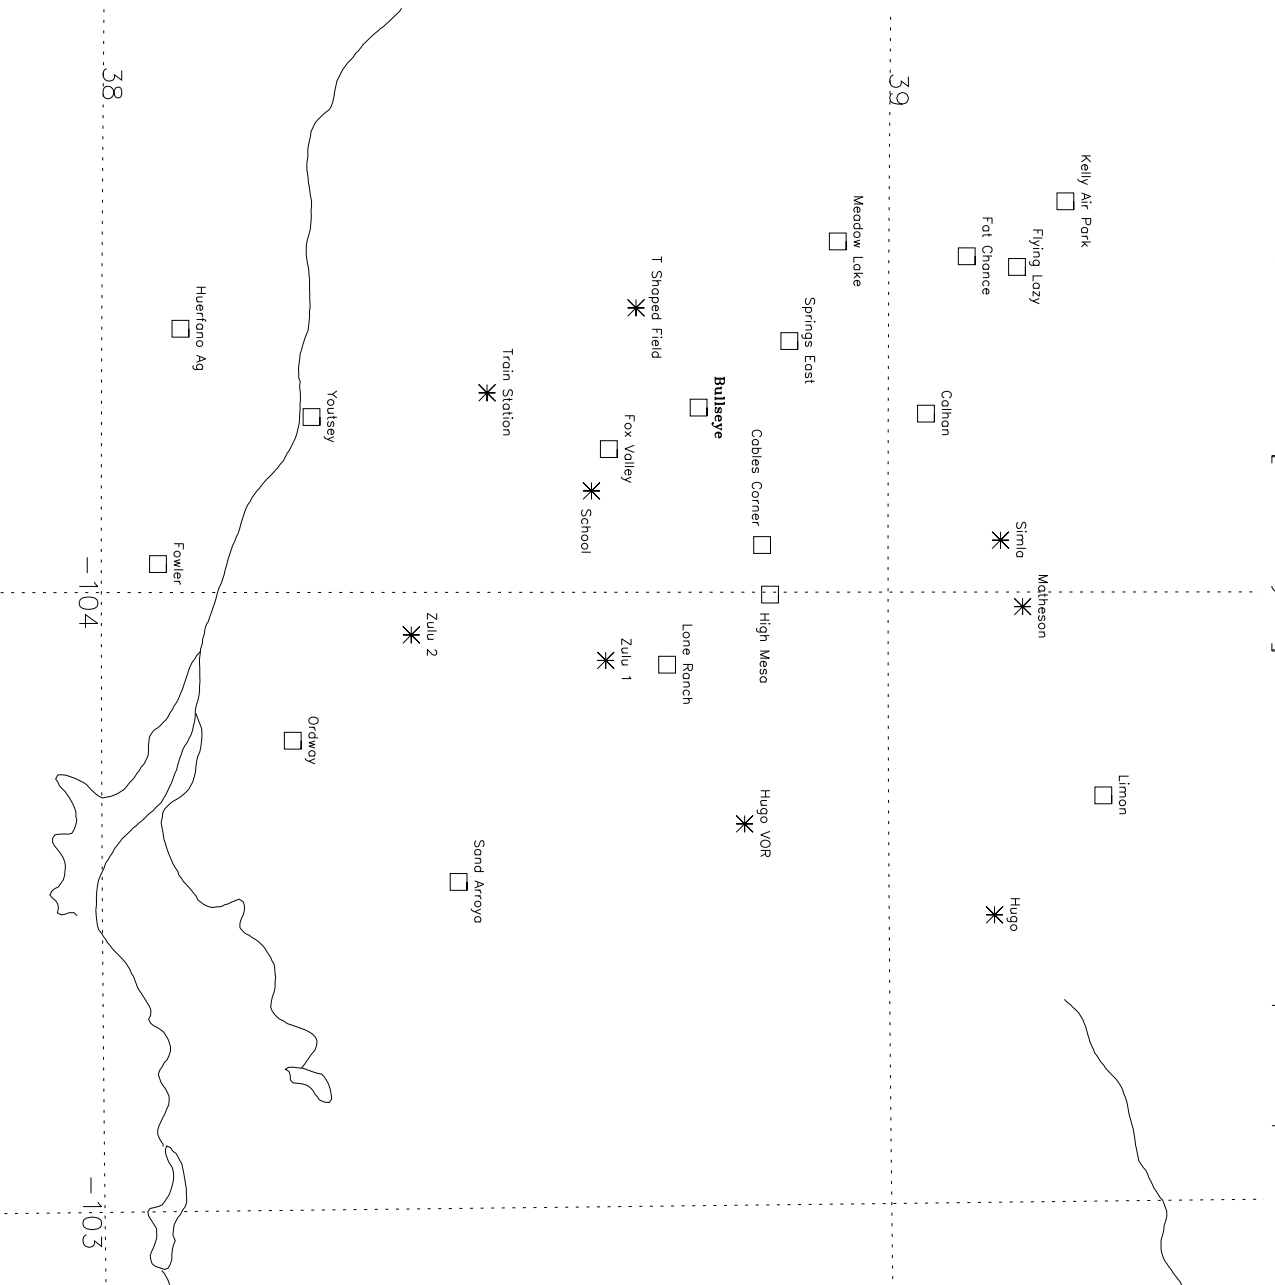 38
39
Kelly Air Park
Flying Lazy
Fat Chance
Meadow Lake
T Shaped Field
Springs East
Huerfano Ag
Train Station
Youtsey
Bullseye
Calhan
Fox Valley
Cables Corner
School
Simla
Fowler
-104
Matheson
High Mesa
Zulu 2
Zulu 1
Lone Ranch
Ordway
Limon
Hugo VOR
Sand Arroya
Hugo
-103